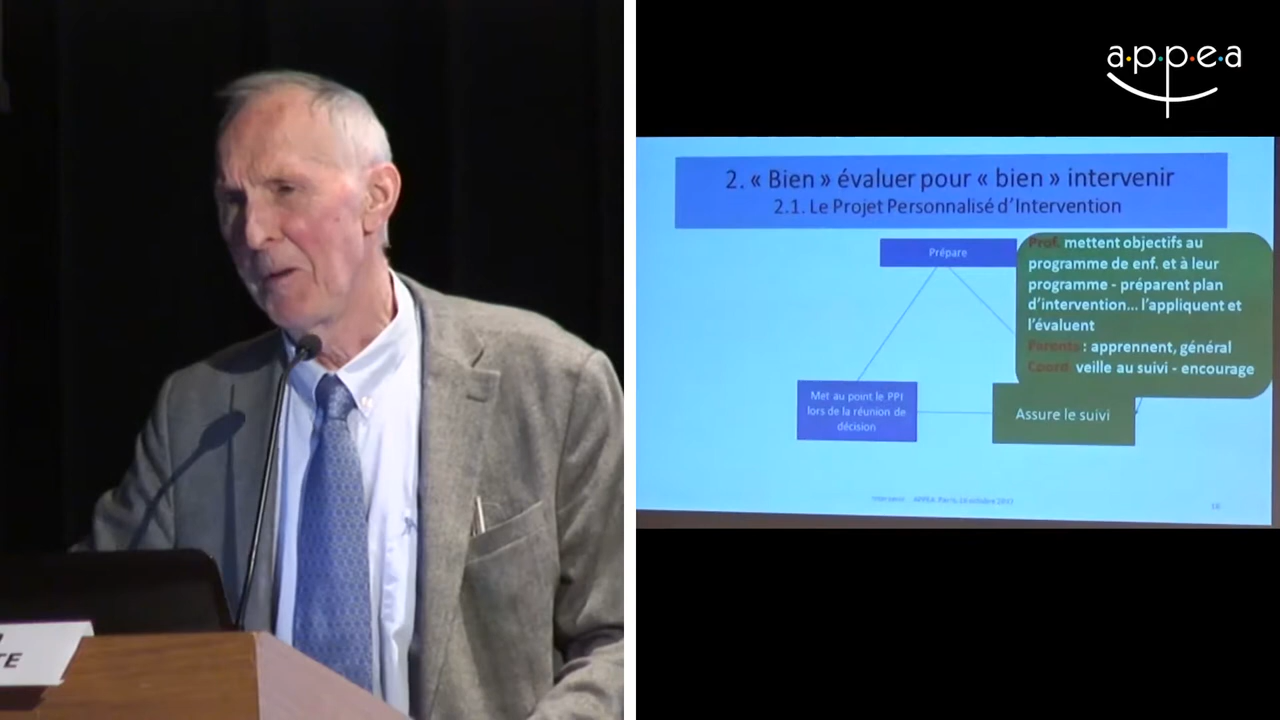 TE
a.p.p.e.a
2. « Bien » évaluer pour « bien » intervenir
2.1. Le Projet Personnalisé d’Intervention
Prépare
Prof. mettent objectifs au
programme de enf. et à leur
programme - préparent plan
d’intervention... l’appliquent et
l’évaluent
Parents : apprennent, général
Coord. veille au suivi - encourage
Met au point le PPI
lors de la réunion de
décision
Assure le suivi
APPEA Paris,